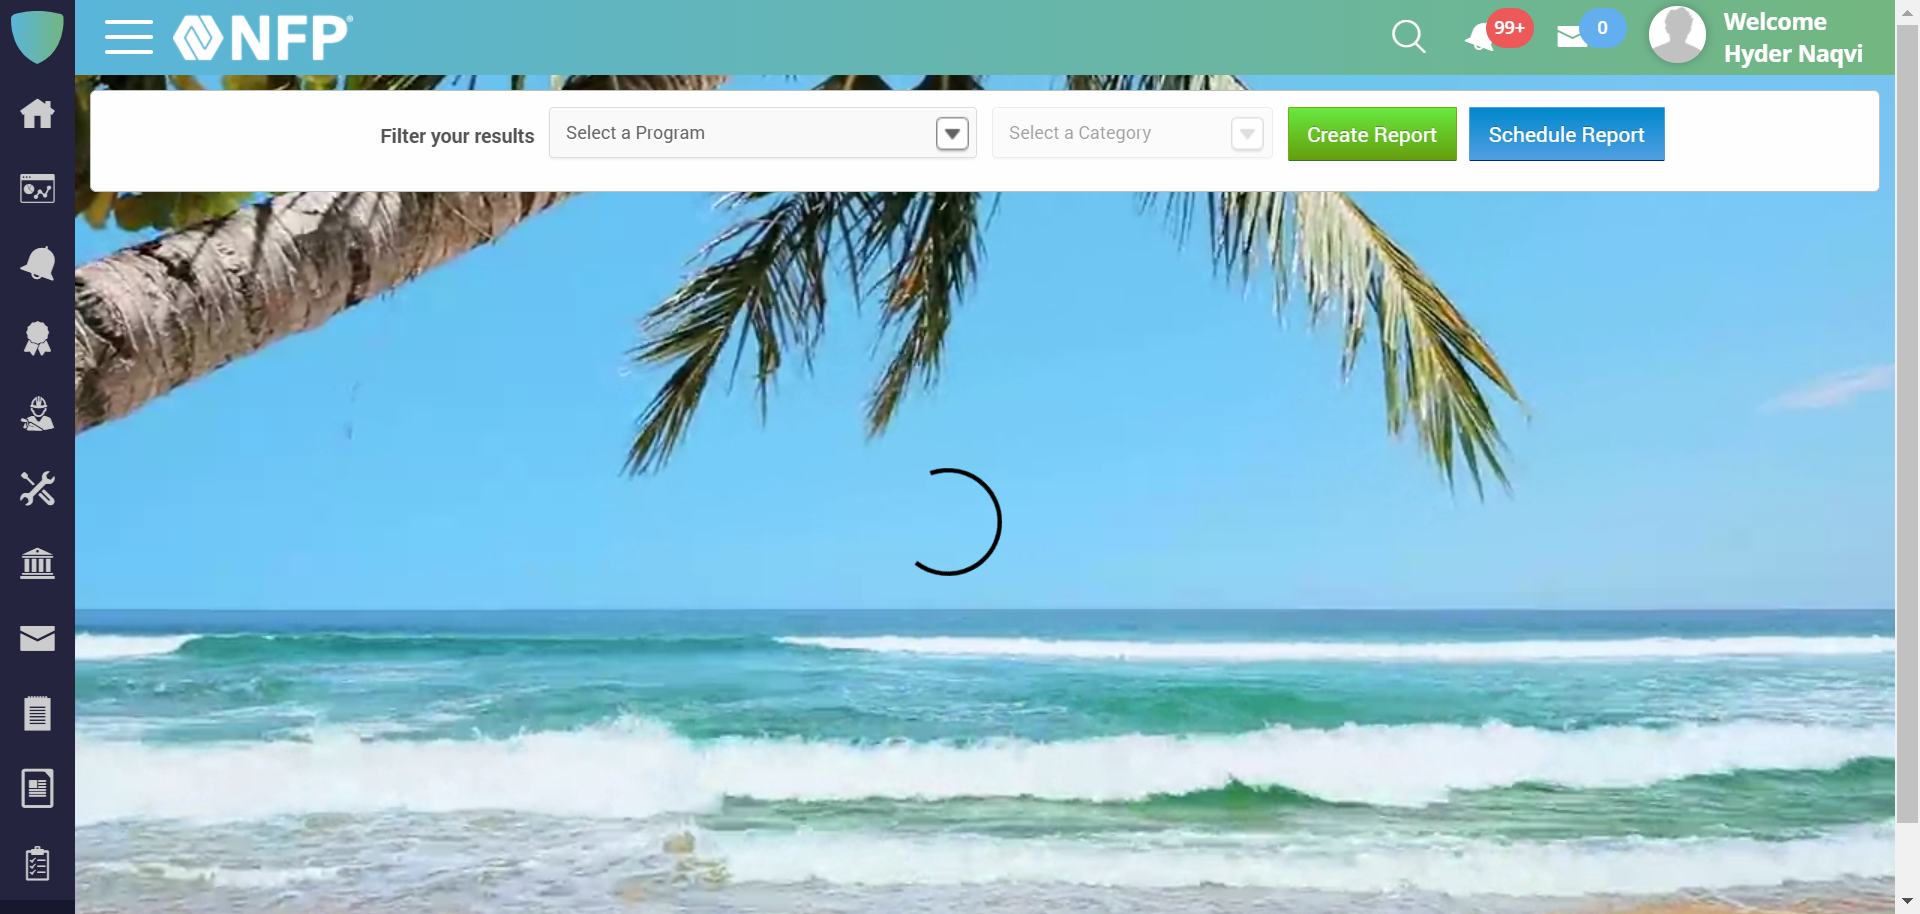 NFP®
99+
0
Welcome
Hyder Naqvi
Filter your results
Select a Program
Select a Category
Create Report
Schedule Report